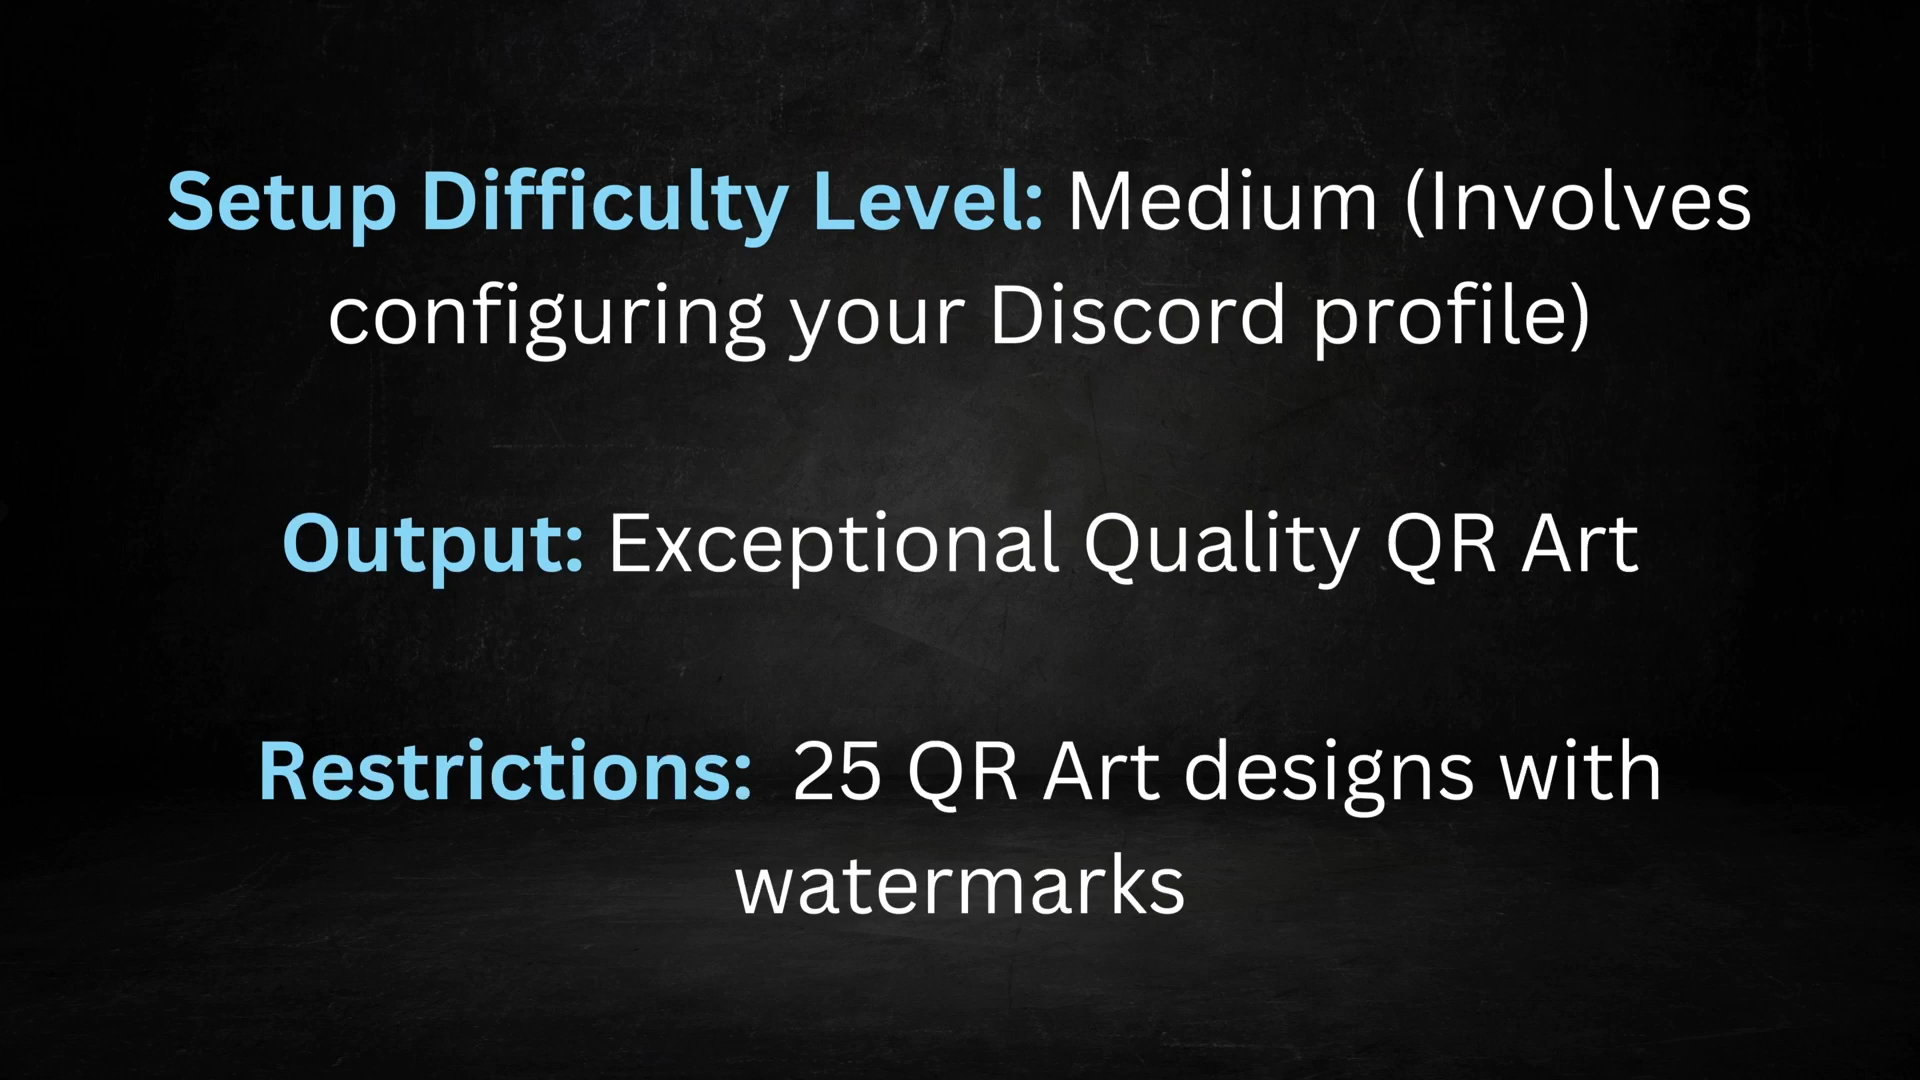 Setup Difficulty Level: Medium (Involves
configuring your Discord profile)
Output: Exceptional Quality QR Art
Restrictions: 25 QR Art designs with
watermarks